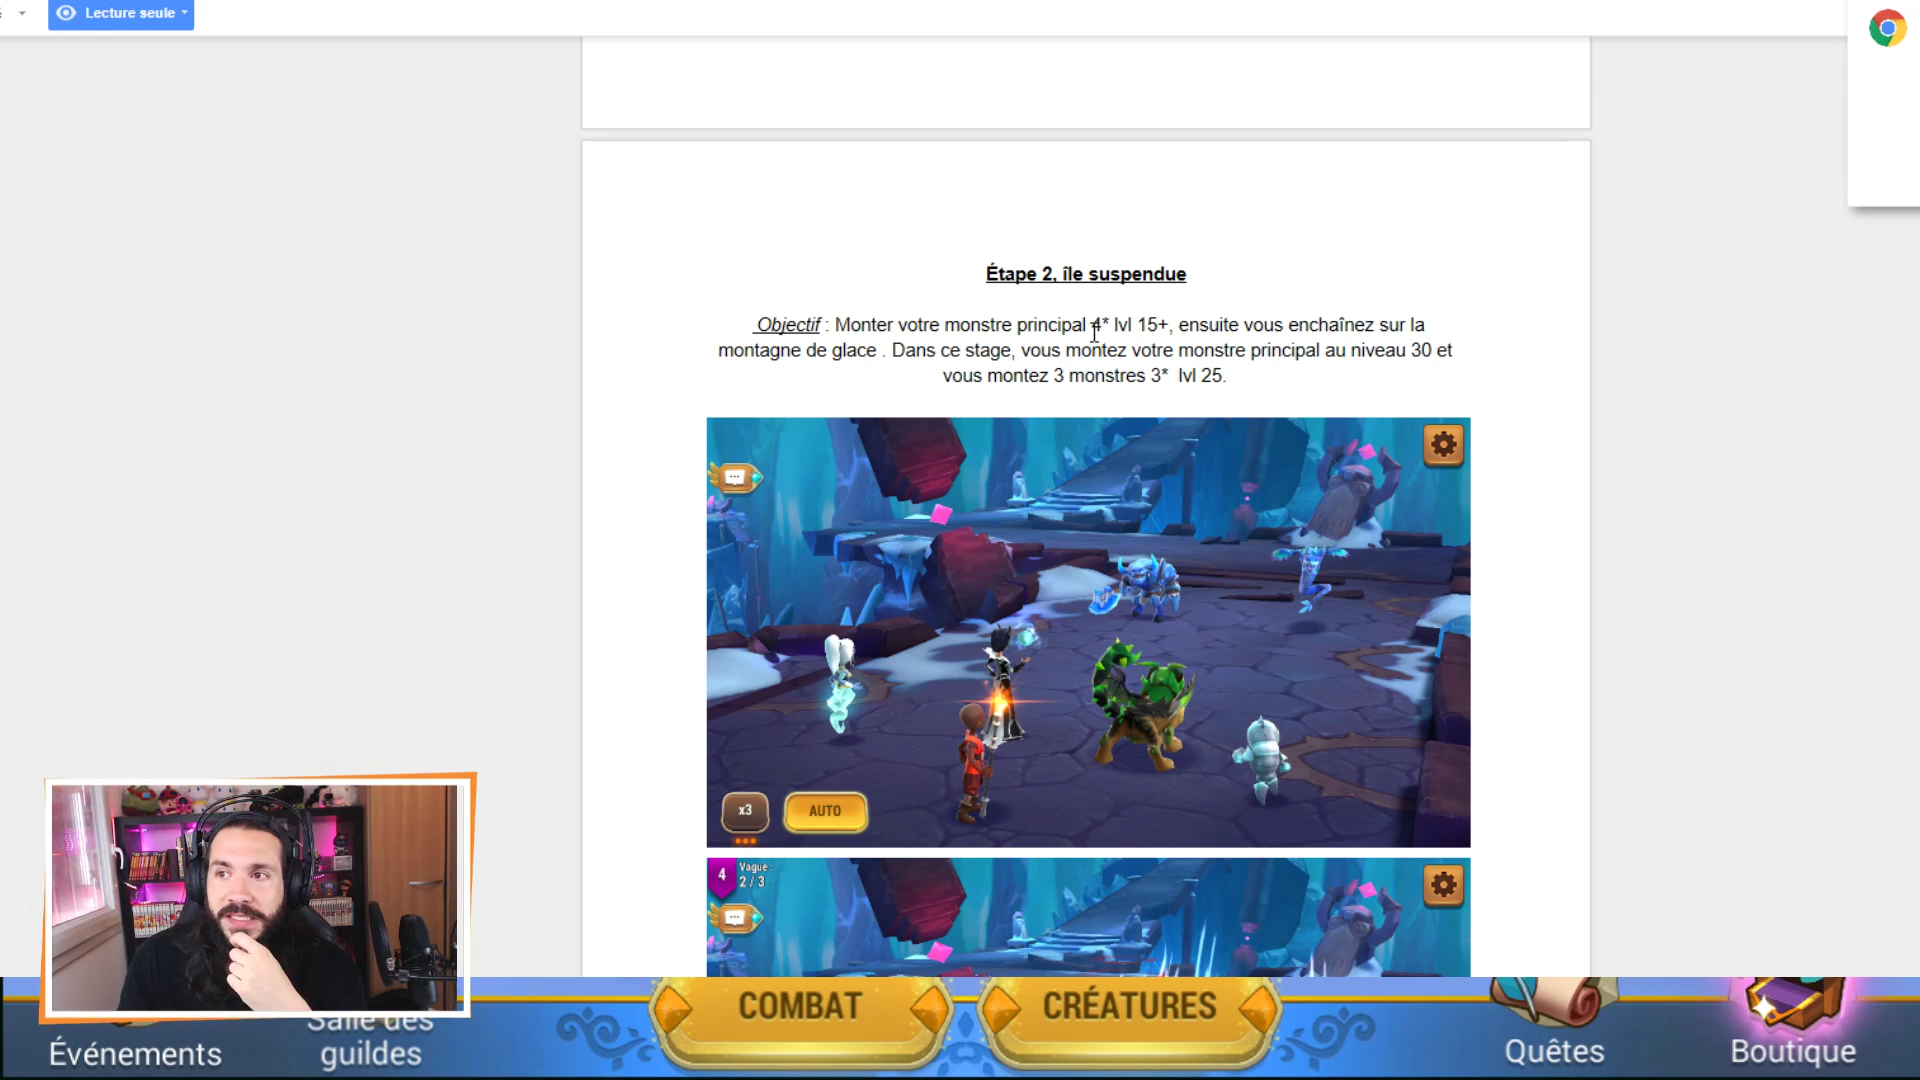 Lecture seule
Étape 2, île suspendue
Objectif : Monter votre monstre principal 4* lvl 15+, ensuite vous enchaînez sur la
montagne de glace . Dans ce stage, vous montez votre monstre principal au niveau 30 et
vous montez 3 monstres 3* lvl 25.
x3
AUTO
4
Vague :
2 / 3
COMBAT
CRÉATURES
Événements
Salle des
guildes
Quêtes
Boutique